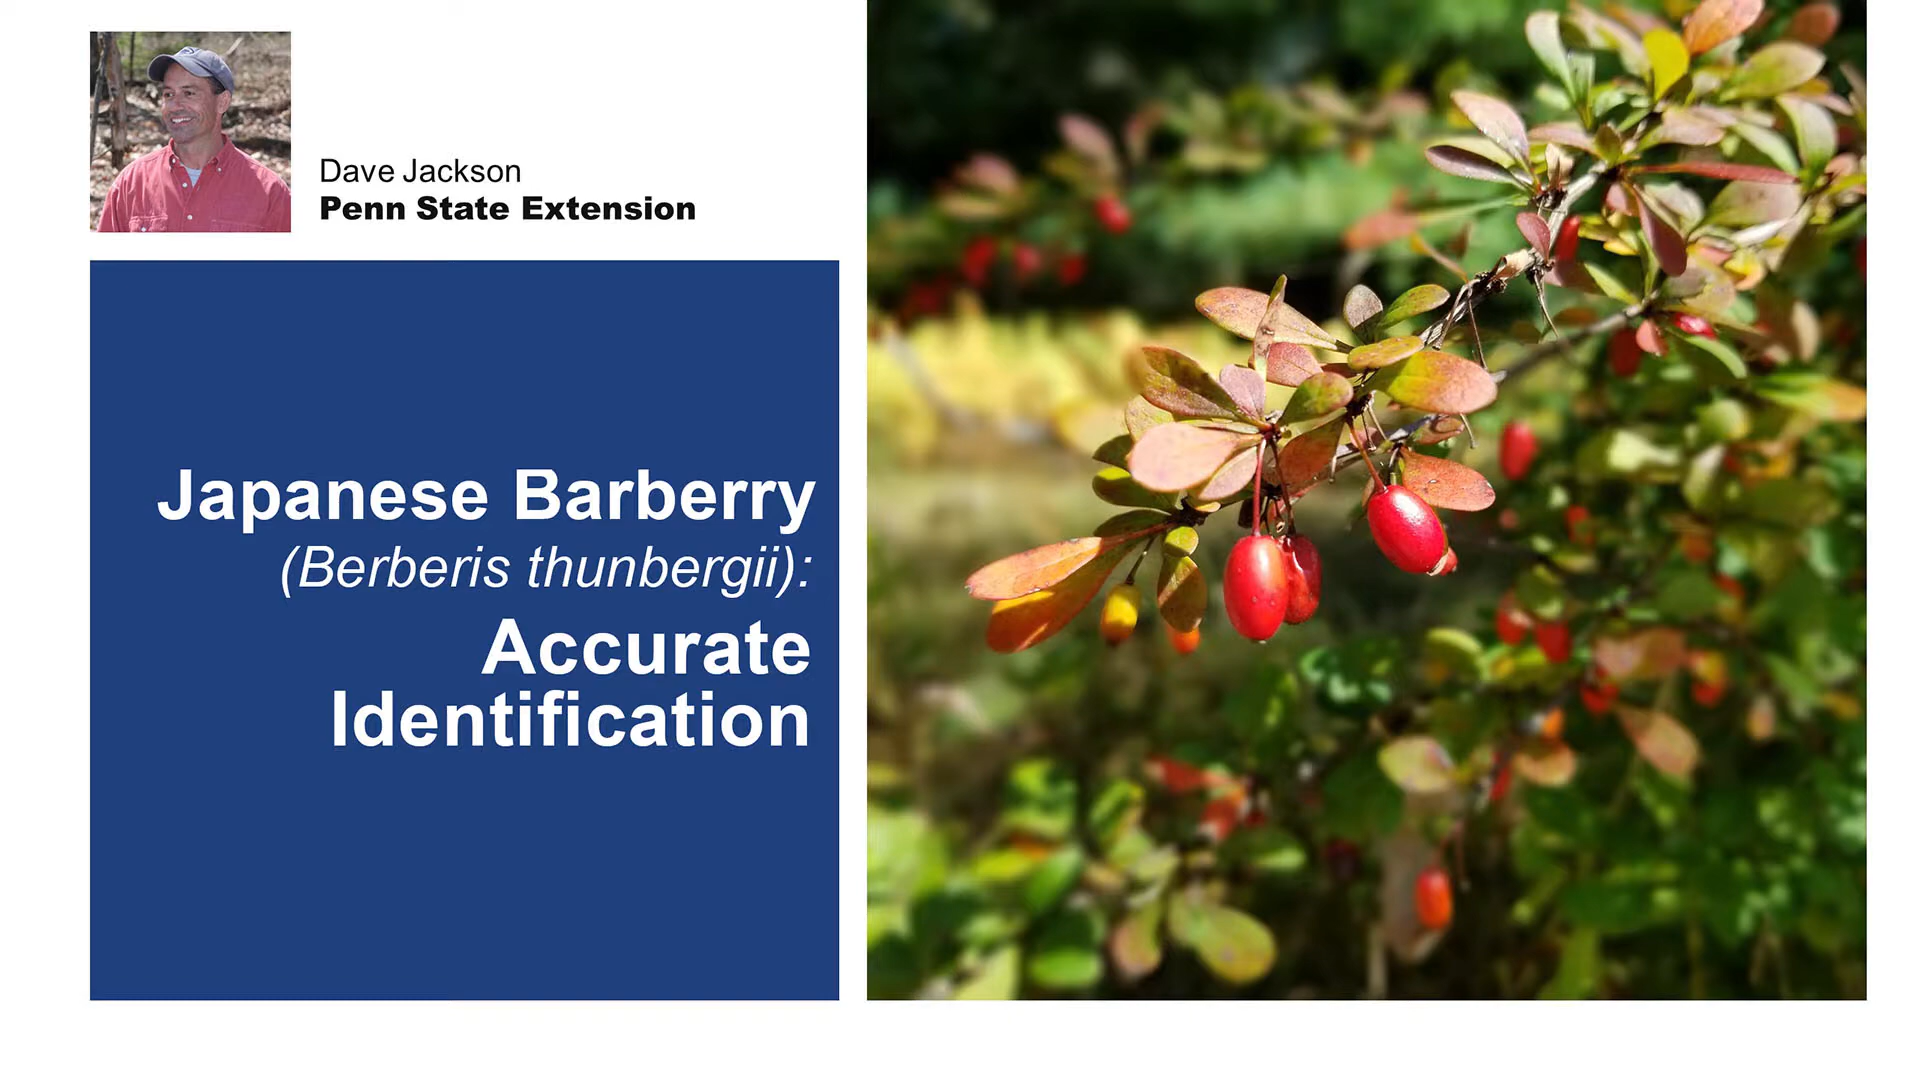 Dave Jackson
Penn State Extension
Japanese Barberry
(Berberis thunbergii):
Accurate
Identification